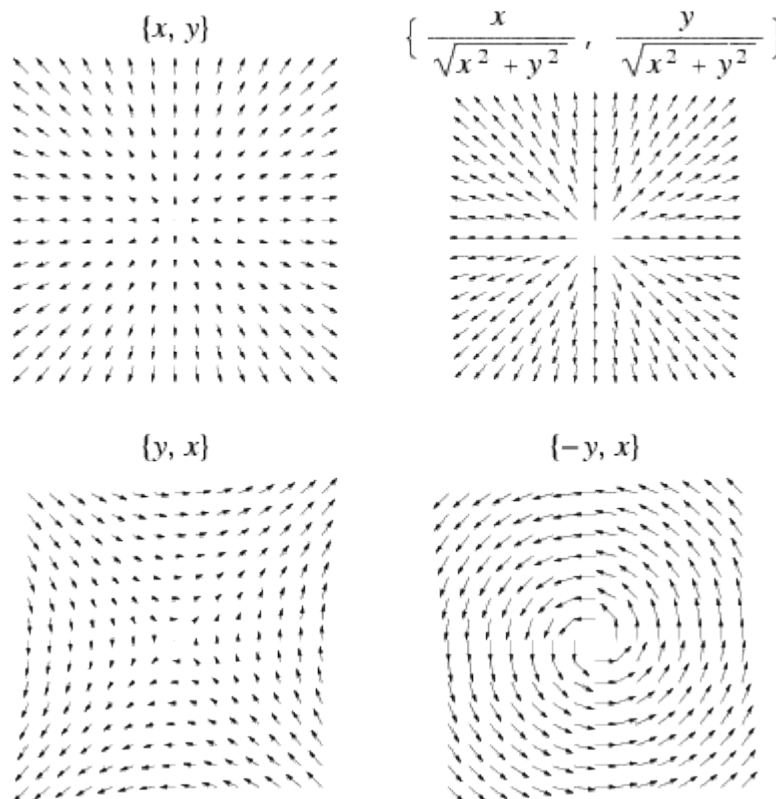 {x, y}
{ x / √(x² + y²) , y / √(x² + y²) }
{y, x}
{-y, x}